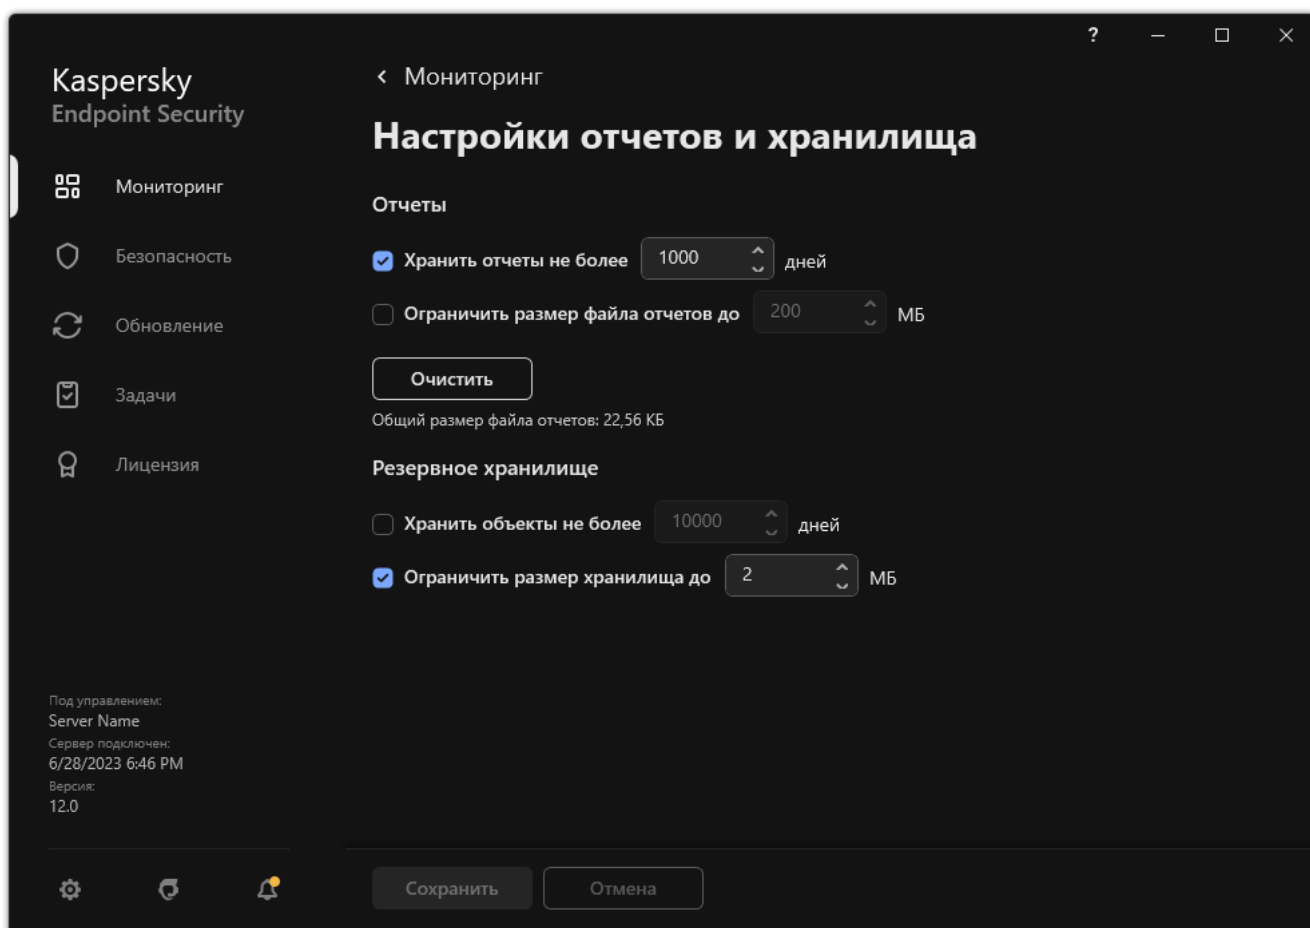 ?
Kaspersky
Endpoint Security
Мониторинг
Безопасность
Обновление
Задачи
Лицензия
Под управлением:
Server Name
Сервер подключен:
6/28/2023 6:46 PM
Версия:
12.0
Мониторинг
Настройки отчетов и хранилища
Отчеты
Хранить отчеты не более 1000 дней
Ограничить размер файла отчетов до 200 МБ
Очистить
Общий размер файла отчетов: 22,56 КБ
Резервное хранилище
Хранить объекты не более 10000 дней
Ограничить размер хранилища до 2 МБ
Сохранить Отмена